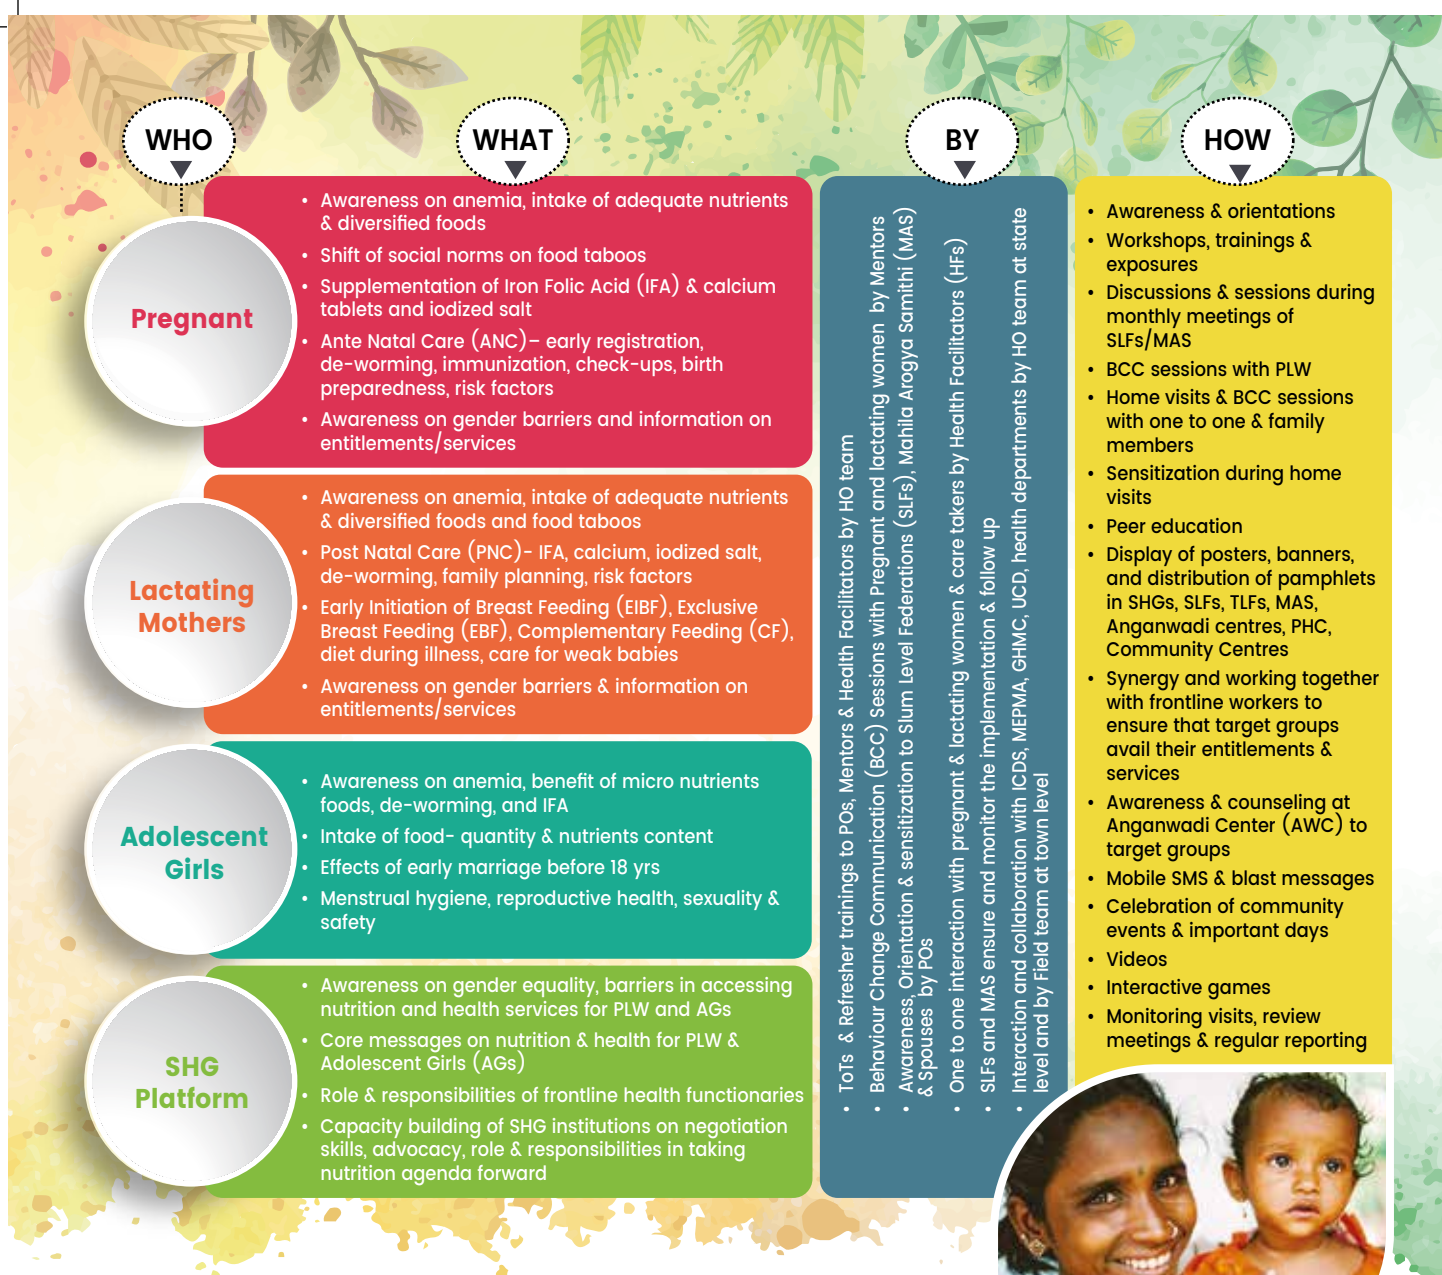 WHO
WHAT
BY
HOW
Pregnant
• Awareness on anemia, intake of adequate nutrients
& diversified foods
• Shift of social norms on food taboos
• Supplementation of Iron Folic Acid (IFA) & calcium
tablets and iodized salt
• Ante Natal Care (ANC)– early registration,
de-worming, immunization, check-ups, birth
preparedness, risk factors
• Awareness on gender barriers and information on
entitlements/services
Lactating
Mothers
• Awareness on anemia, intake of adequate nutrients
& diversified foods and food taboos
• Post Natal Care (PNC)- IFA, calcium, iodized salt,
de-worming, family planning, risk factors
• Early Initiation of Breast Feeding (EIBF), Exclusive
Breast Feeding (EBF), Complementary Feeding (CF),
diet during illness, care for weak babies
• Awareness on gender barriers & information on
entitlements/services
Adolescent
Girls
• Awareness on anemia, benefit of micro nutrients
foods, de-worming, and IFA
• Intake of food- quantity & nutrients content
• Effects of early marriage before 18 yrs
• Menstrual hygiene, reproductive health, sexuality &
safety
SHG
Platform
• Awareness on gender equality, barriers in accessing
nutrition and health services for PLW and AGs
• Core messages on nutrition & health for PLW &
Adolescent Girls (AGs)
• Role & responsibilities of frontline health functionaries
• Capacity building of SHG institutions on negotiation
skills, advocacy, role & responsibilities in taking
nutrition agenda forward
• ToTs & Refresher trainings to POs, Mentors & Health Facilitators by HO team
• Behaviour Change Communication (BCC) Sessions with Pregnant and lactating women by Mentors
• Awareness, Orientation & sensitization to Slum Level Federations (SLFs), Mahila Arogya Samithi (MAS)
& Spouses by POs
• One to one interaction with pregnant & lactating women & care takers by Health Facilitators (HFs)
• SLFs and MAS ensure and monitor the implementation & follow up
• Interaction and collaboration with ICDS, MEPMA, GHMC, UCD, health departments by HO team at state
level and by Field team at town level
• Awareness & orientations
• Workshops, trainings &
exposures
• Discussions & sessions during
monthly meetings of
SLFs/MAS
• BCC sessions with PLW
• Home visits & BCC sessions
with one to one & family
members
• Sensitization during home
visits
• Peer education
• Display of posters, banners,
and distribution of pamphlets
in SHGs, SLFs, TLFs, MAS,
Anganwadi centres, PHC,
Community Centres
• Synergy and working together
with frontline workers to
ensure that target groups
avail their entitlements &
services
• Awareness & counseling at
Anganwadi Center (AWC) to
target groups
• Mobile SMS & blast messages
• Celebration of community
events & important days
• Videos
• Interactive games
• Monitoring visits, review
meetings & regular reporting